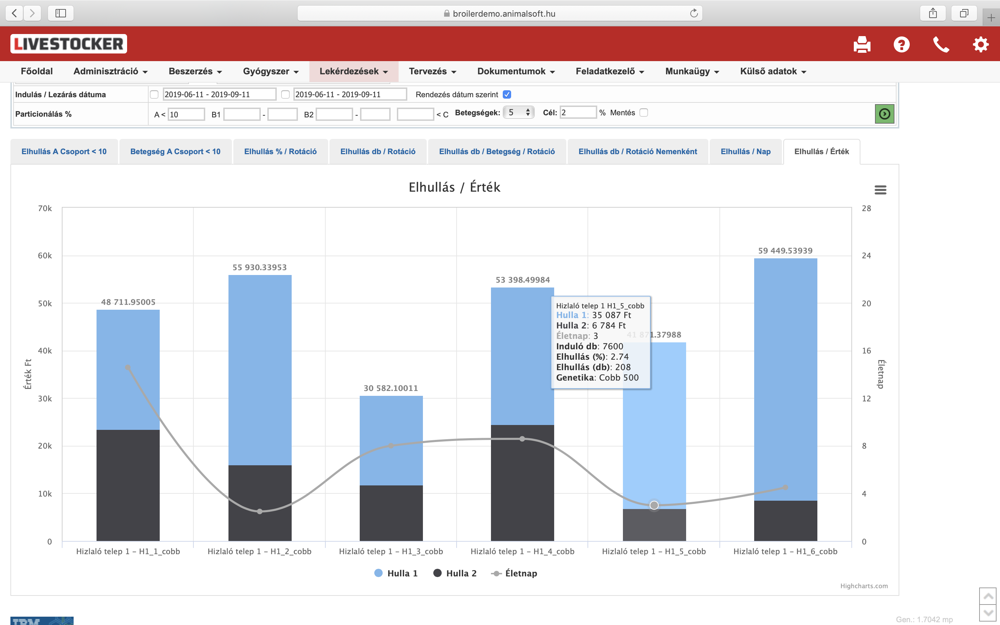 broilerdemo.animalsoft.hu
LIVESTOCKER
Főoldal Adminisztráció Beszerzés Gyógyszer Lekérdezések Tervezés Dokumentumok Feladatkezelő Munkaügy Külső adatok
Indulás / Lezárás dátuma 2019-06-11 - 2019-09-11 2019-06-11 - 2019-09-11 Rendezés dátum szerint
Particionálás % A < 10 B1 - B2 - < C Betegségek: 5 Cél: 2 % Mentés
Elhullás A Csoport < 10 Betegség A Csoport < 10 Elhullás % / Rotáció Elhullás db / Rotáció Elhullás db / Betegség / Rotáció Elhullás db / Rotáció Nemenként Elhullás / Nap Elhullás / Érték
Elhullás / Érték
70k 28
60k 24
59 449.53939
55 930.33953
53 398.49984
48 711.95005
50k 20
Hizlaló telep 1 H1_5_cobb
Hulla 1: 35 087 Ft
Hulla 2: 6 784 Ft
Életnap: 3
41 871.37988
Induló db: 7600
40k 16
Elhullás (%): 2.74
Elhullás (db): 208
Genetika: Cobb 500
Érték Ft
Életnap
30 582.10011
30k 12
20k 8
10k 4
0 0
Hizlaló telep 1 – H1_1_cobb Hizlaló telep 1 – H1_2_cobb Hizlaló telep 1 – H1_3_cobb Hizlaló telep 1 – H1_4_cobb Hizlaló telep 1 – H1_5_cobb Hizlaló telep 1 – H1_6_cobb
Hulla 1 Hulla 2 Életnap
Highcharts.com
Gen.: 1.7042 mp